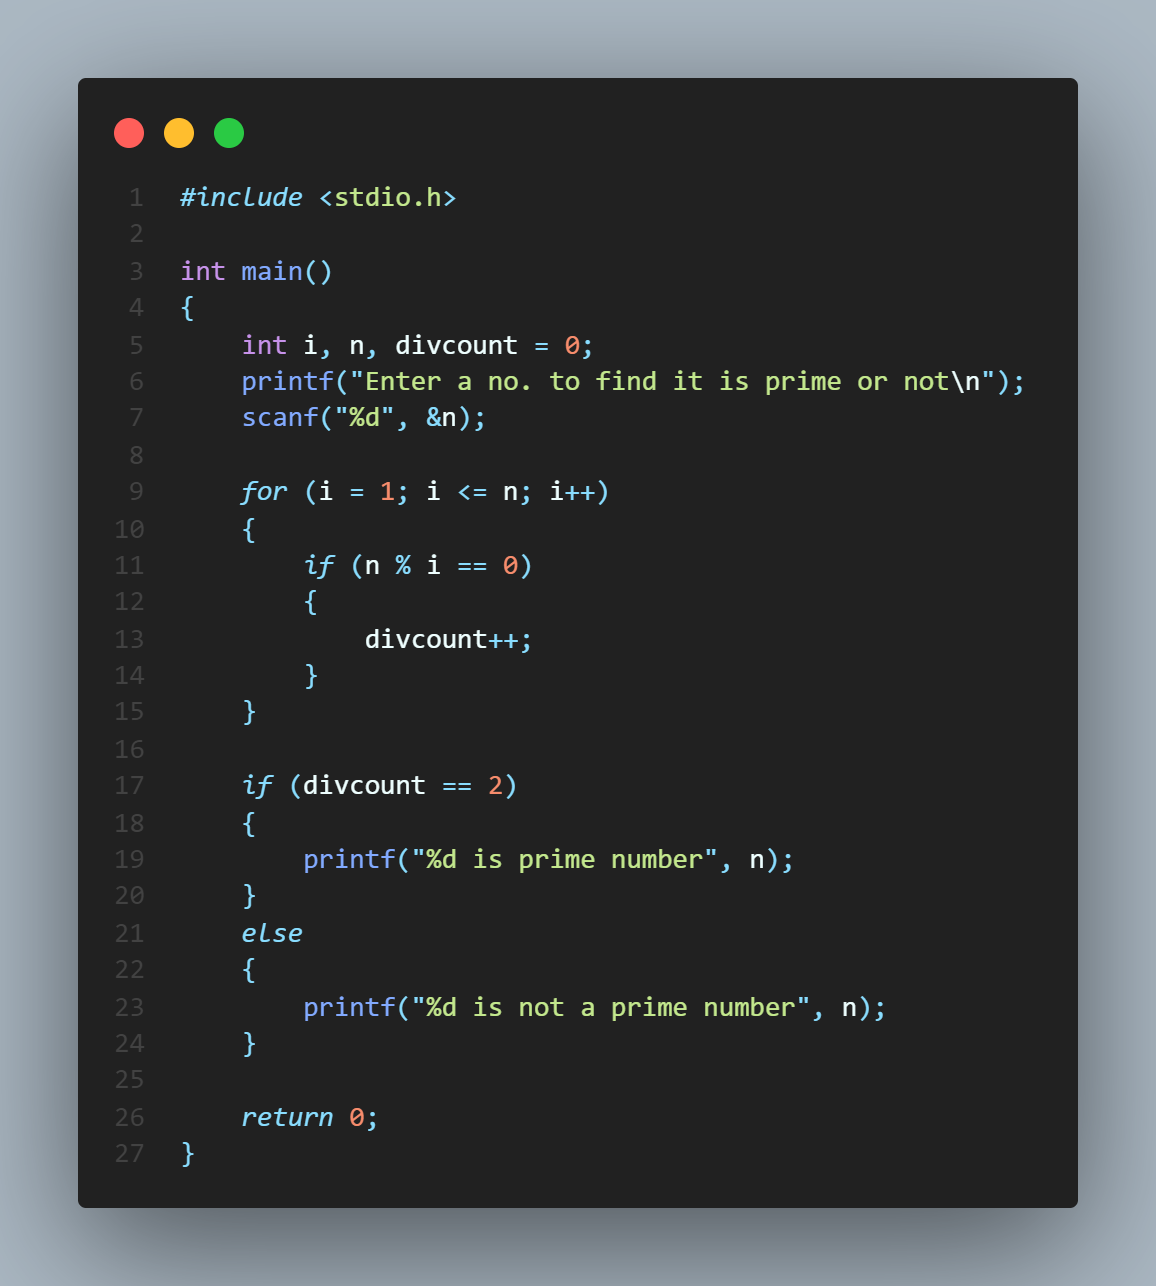 1 #include <stdio.h>
2
3 int main()
4 {
5     int i, n, divcount = 0;
6     printf("Enter a no. to find it is prime or not\n");
7     scanf("%d", &n);
8
9     for (i = 1; i <= n; i++)
10     {
11         if (n % i == 0)
12         {
13             divcount++;
14         }
15     }
16
17     if (divcount == 2)
18     {
19         printf("%d is prime number", n);
20     }
21     else
22     {
23         printf("%d is not a prime number", n);
24     }
25
26     return 0;
27 }